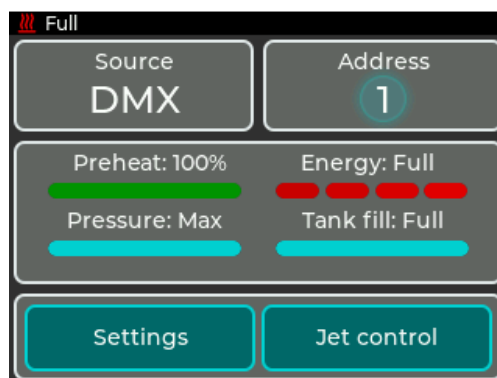 Full
Source
DMX
Address
1
Preheat: 100%
Energy: Full
Pressure: Max
Tank fill: Full
Settings
Jet control